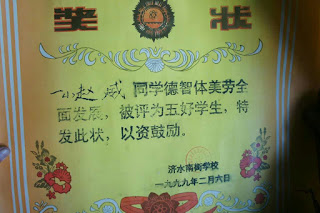 奖状
一小赵威同学德智体美劳全
面发展,被评为五好学生,特
发此状,以资鼓励。
济水南街学校
一九九九年二月六日